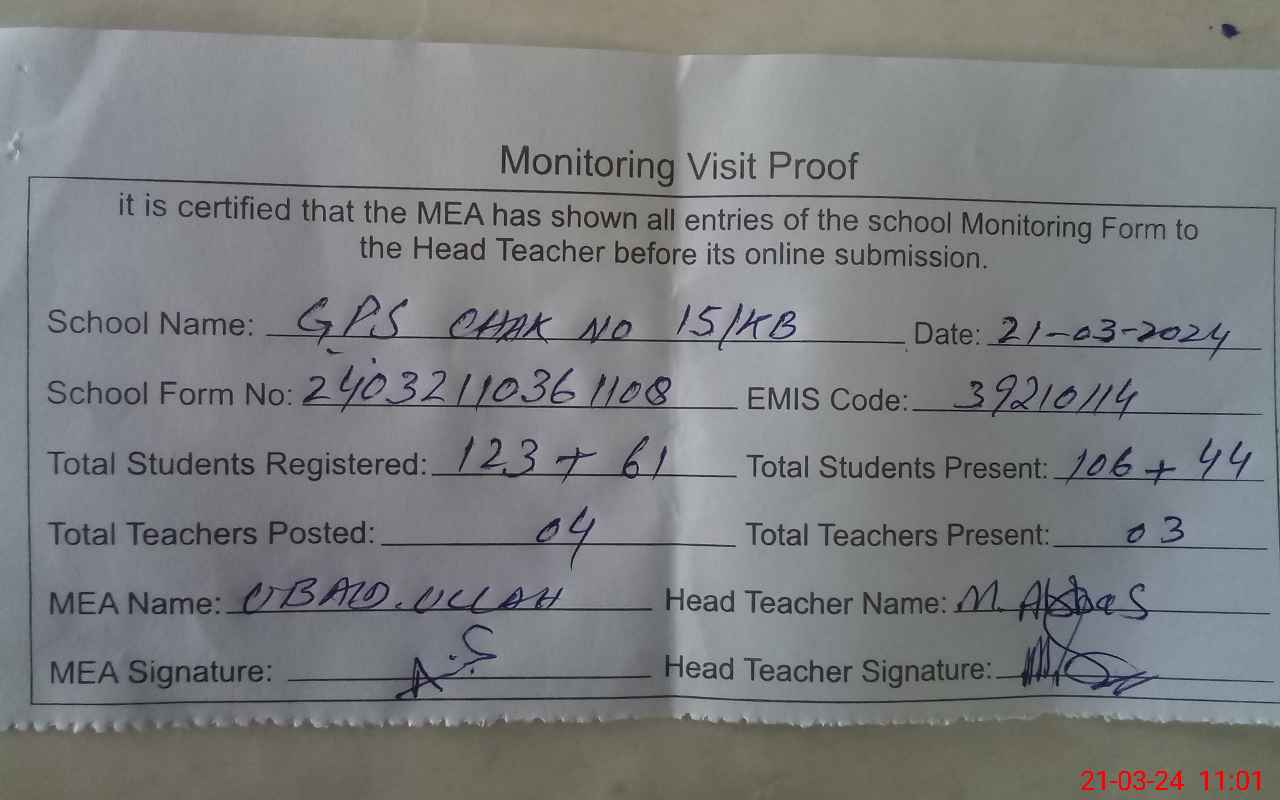 Monitoring Visit Proof
it is certified that the MEA has shown all entries of the school Monitoring Form to
the Head Teacher before its online submission.
School Name: GPS CHAK NO 15/KB Date: 21-03-2024
School Form No: 2403211036 1108 EMIS Code: 39210114
Total Students Registered: 123 + 61 Total Students Present: 106 + 44
Total Teachers Posted: 04 Total Teachers Present: 03
MEA Name: UBAID.ULLAH Head Teacher Name: M. Abbas
MEA Signature: Head Teacher Signature:
21-03-24 11:01